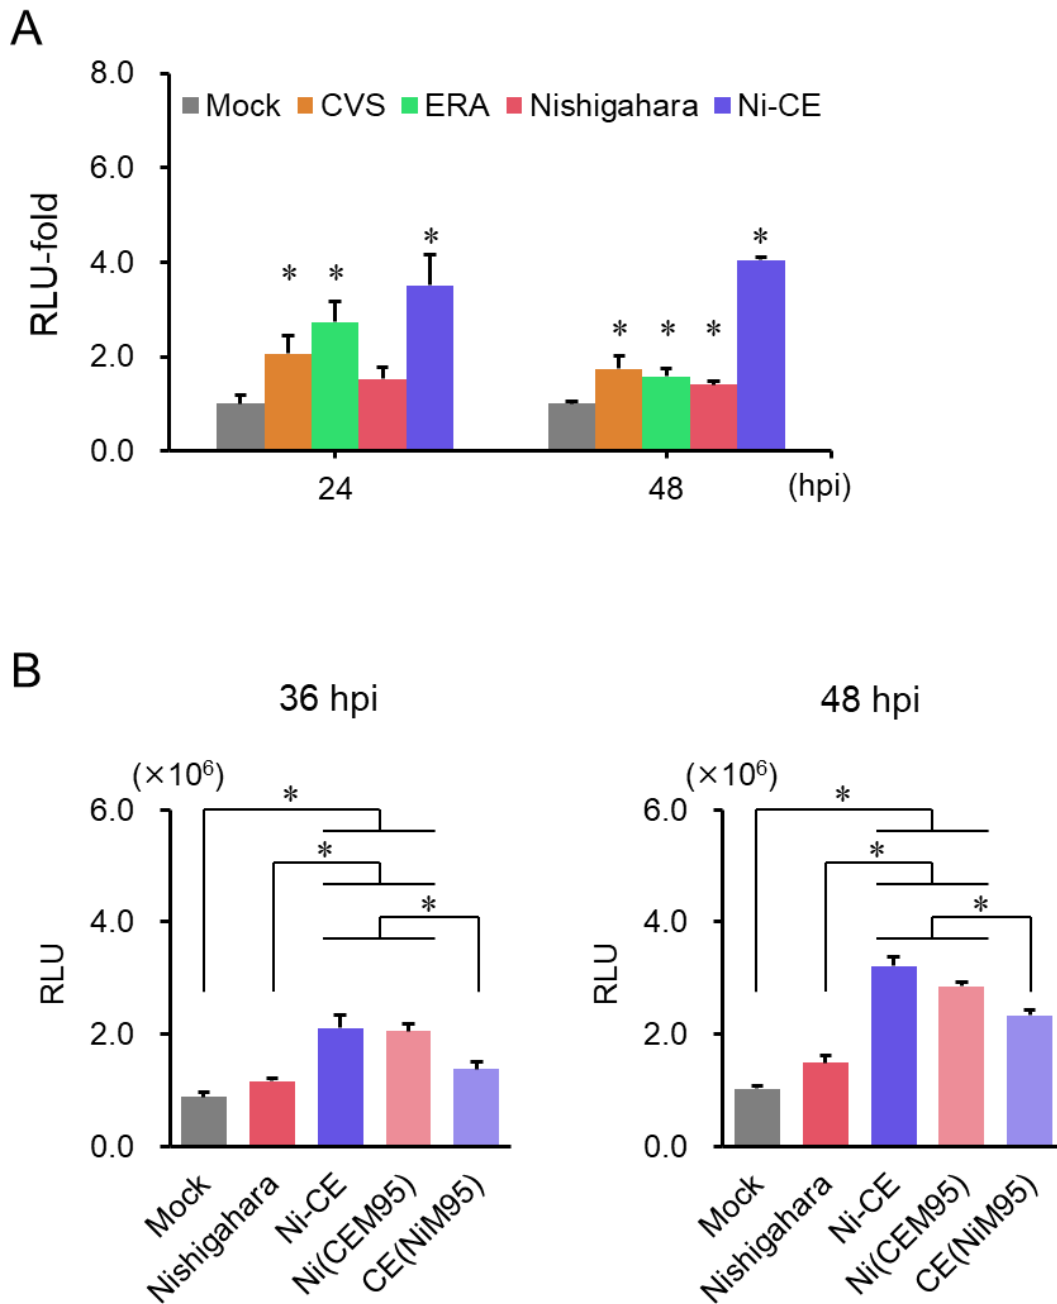 A
8.0
Mock CVS ERA Nishigahara Ni-CE
6.0
RLU-fold
* * * 4.0
* * * *
2.0
0.0
24 48 (hpi)
B
36 hpi 48 hpi
(×10⁶) (×10⁶)
6.0 * 6.0 *
* *
* *
4.0 4.0
RLU RLU
2.0 2.0
0.0 0.0
Mock Nishigahara Ni-CE Ni(CEM95) CE(NiM95) Mock Nishigahara Ni-CE Ni(CEM95) CE(NiM95)